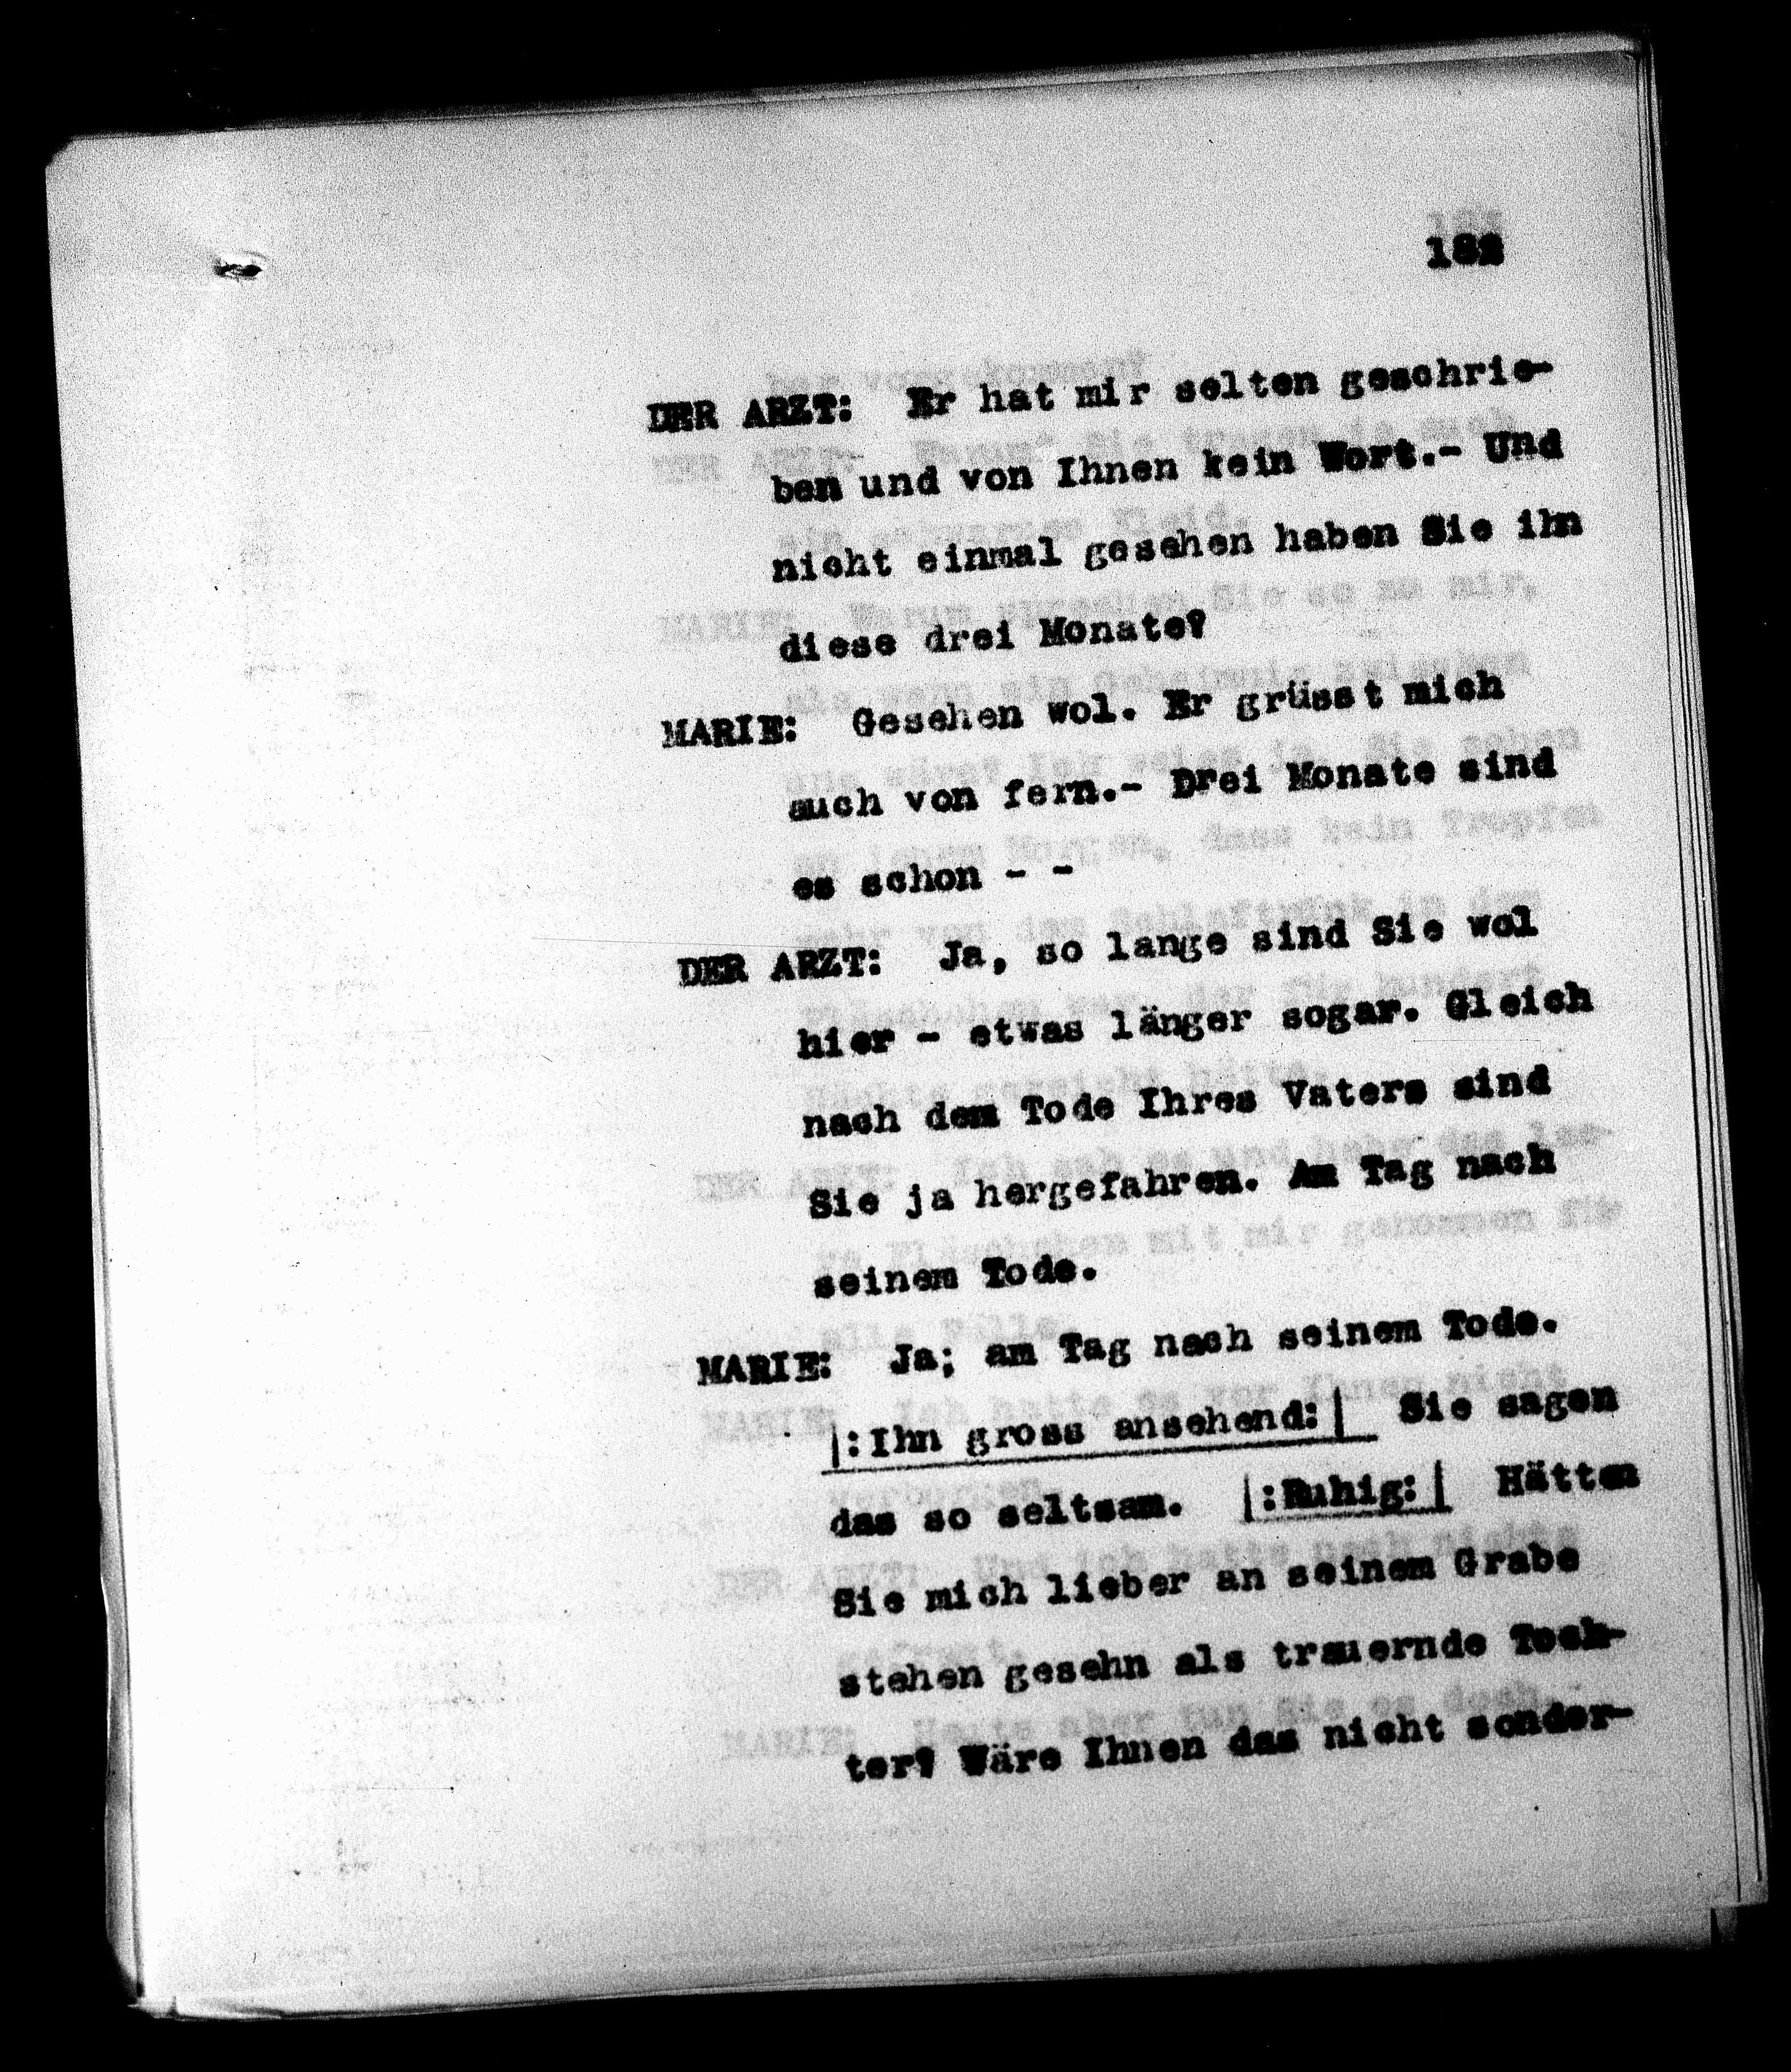 182
DER ARZT: Er hat mir selten geschrie-
ben und von Ihnen kein Wort.- Und
nicht einmal gesehen haben Sie ihn
diese drei Monate?
MARIE: Gesehen wol. Er grüsst mich
auch von fern.- Drei Monate sind
es schon - -
DER ARZT: Ja, so lange sind Sie wol
hier - etwas länger sogar. Gleich
nach dem Tode Ihres Vaters sind
Sie ja hergefahren. Am Tag nach
seinem Tode.
MARIE: Ja; am Tag nach seinem Tode.
|:Ihn gross ansehend:| Sie sagen
das so seltsam. |:Ruhig:| Hätten
Sie mich lieber an seinem Grabe
stehen gesehn als trauernde Toch-
ter? Wäre Ihnen das nicht sonder-